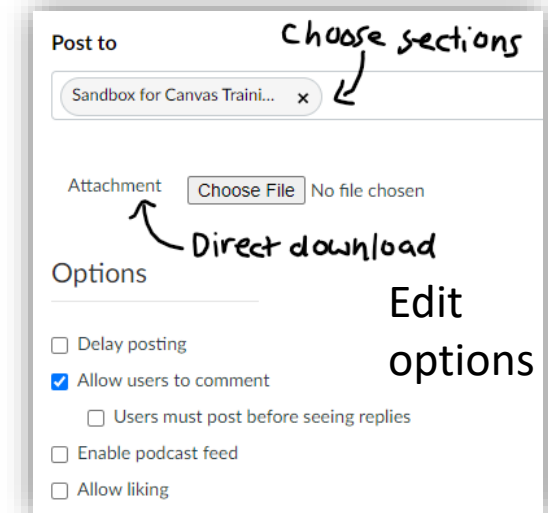 Post to
Choose sections
Sandbox for Canvas Traini... x
Attachment Choose File No file chosen
Direct download
Options
Edit
options
Delay posting
Allow users to comment
Users must post before seeing replies
Enable podcast feed
Allow liking